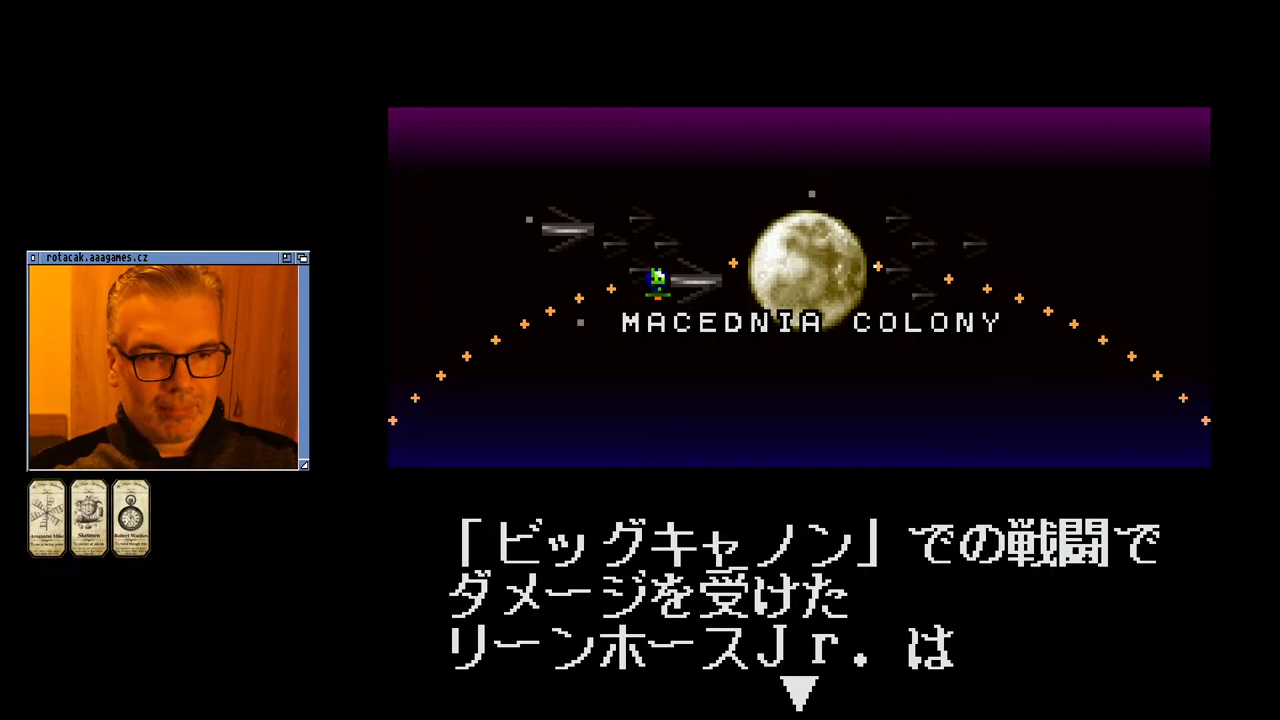 rotacak.aaagames.cz
MACEDNIA COLONY
「ビッグキャノン」での戦闘で
ダメージを受けた
リーンホースJr.は